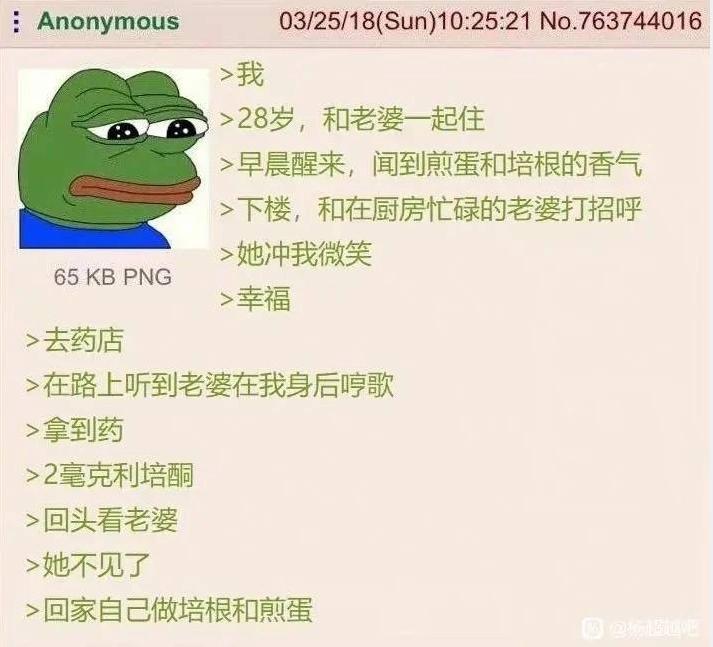 Anonymous 03/25/18(Sun)10:25:21 No.763744016
>我
>28岁，和老婆一起住
>早晨醒来，闻到煎蛋和培根的香气
>下楼，和在厨房忙碌的老婆打招呼
>她冲我微笑
>幸福
65 KB PNG
>去药店
>在路上听到老婆在我身后哼歌
>拿到药
>2毫克利培酮
>回头看老婆
>她不见了
>回家自己做培根和煎蛋
@杨超越吧